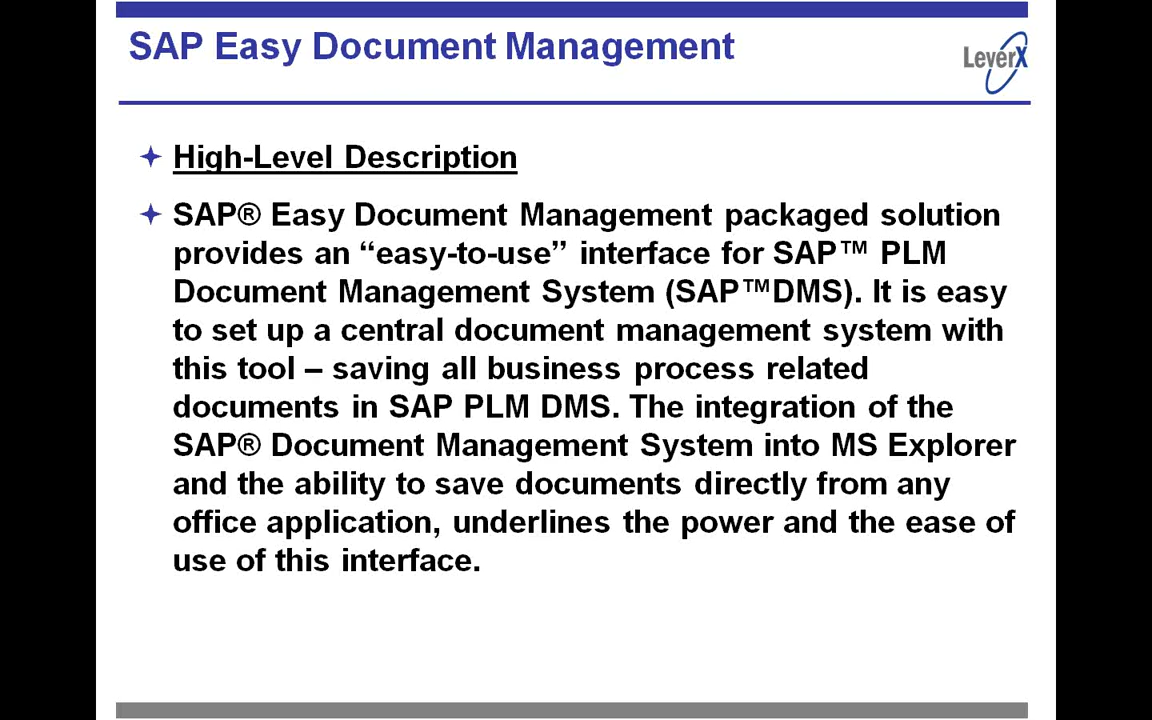 SAP Easy Document Management
LeverX
High-Level Description
SAP® Easy Document Management packaged solution
provides an “easy-to-use” interface for SAP™ PLM
Document Management System (SAP™DMS). It is easy
to set up a central document management system with
this tool – saving all business process related
documents in SAP PLM DMS. The integration of the
SAP® Document Management System into MS Explorer
and the ability to save documents directly from any
office application, underlines the power and the ease of
use of this interface.